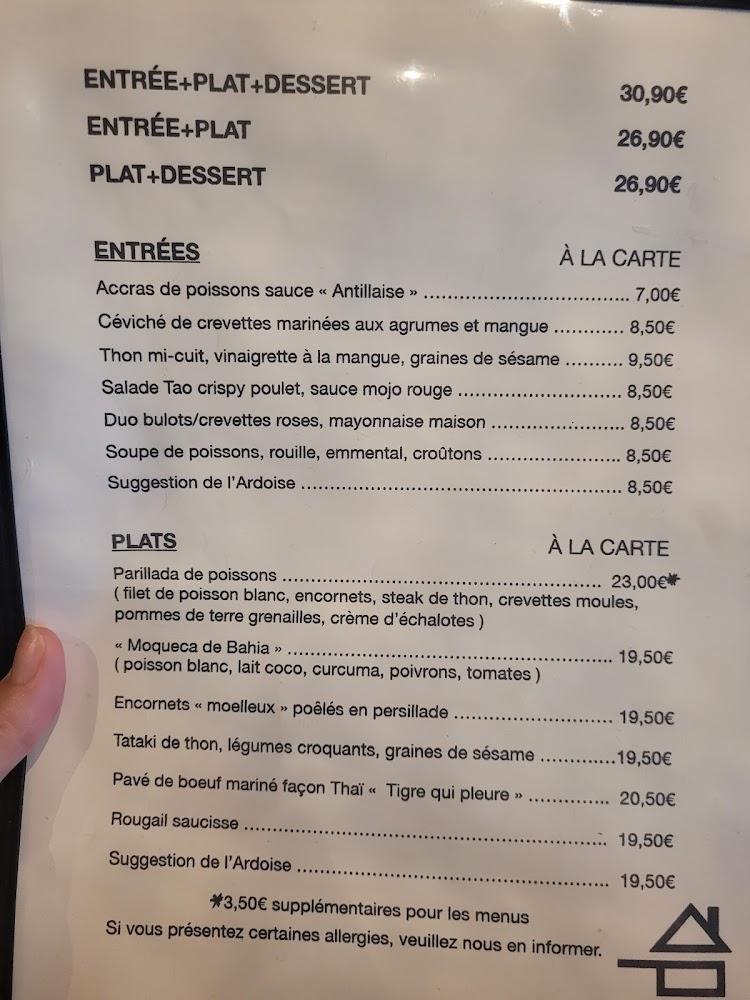 ENTRÉE+PLAT+DESSERT 30,90€
ENTRÉE+PLAT 26,90€
PLAT+DESSERT 26,90€
ENTRÉES À LA CARTE
Accras de poissons sauce « Antillaise » ........................................ 7,00€
Céviché de crevettes marinées aux agrumes et mangue ............ 8,50€
Thon mi-cuit, vinaigrette à la mangue, graines de sésame .......... 9,50€
Salade Tao crispy poulet, sauce mojo rouge ............................. 8,50€
Duo bulots/crevettes roses, mayonnaise maison ........................ 8,50€
Soupe de poissons, rouille, emmental, croûtons ........................ 8,50€
Suggestion de l'Ardoise .......................................................... 8,50€
PLATS À LA CARTE
Parillada de poissons .......................................................... 23,00€*
( filet de poisson blanc, encornets, steak de thon, crevettes moules,
pommes de terre grenailles, crème d'échalotes )
« Moqueca de Bahia » .......................................................... 19,50€
( poisson blanc, lait coco, curcuma, poivrons, tomates )
Encornets « moelleux » poêlés en persillade ............................ 19,50€
Tataki de thon, légumes croquants, graines de sésame .............19,50€
Pavé de boeuf mariné façon Thaï « Tigre qui pleure » .............. 20,50€
Rougail saucisse .................................................................. 19,50€
Suggestion de l'Ardoise ........................................................ 19,50€
*3,50€ supplémentaires pour les menus
Si vous présentez certaines allergies, veuillez nous en informer.